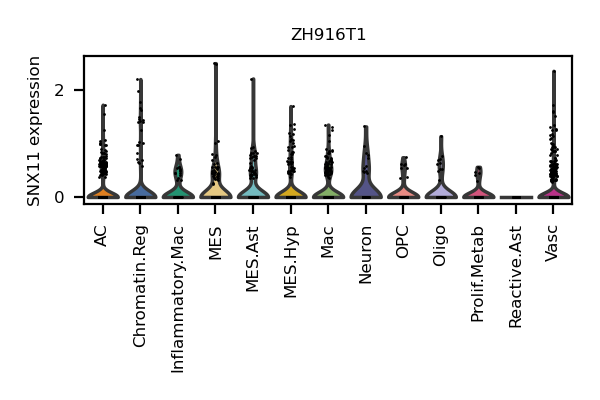 ZH916T1
SNX11 expression
2
0
AC
Chromatin.Reg
Inflammatory.Mac
MES
MES.Ast
MES.Hyp
Mac
Neuron
OPC
Oligo
Prolif.Metab
Reactive.Ast
Vasc